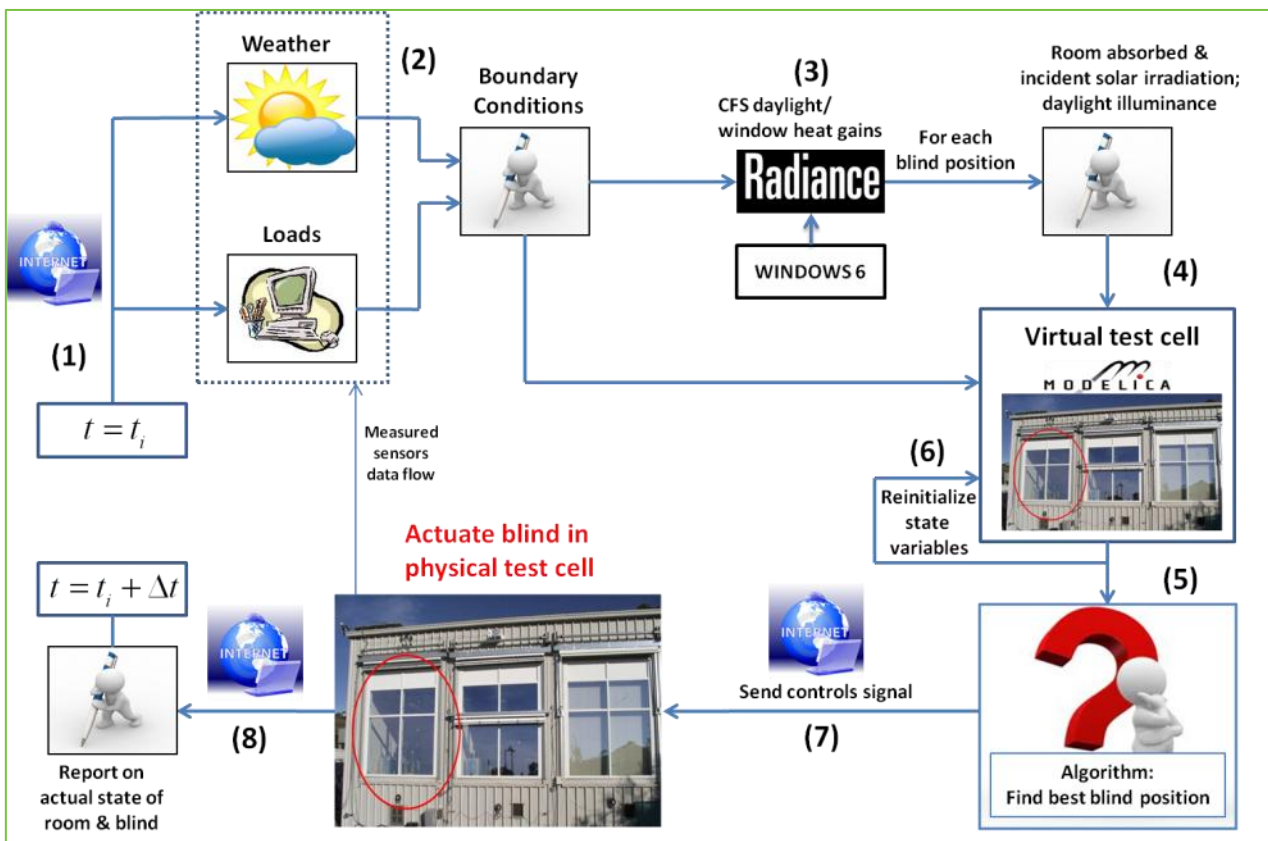 Weather
(2)
Boundary
Conditions
(3)
CFS daylight/
window heat gains
Radiance
For each
blind position
Room absorbed &
incident solar irradiation;
daylight illuminance
WINDOWS 6
Loads
INTERNET
(1)
t = t_i
(4)
Virtual test cell
MODELICA
Measured
sensors
data flow
(6)
Reinitialize
state
variables
Actuate blind in
physical test cell
(5)
t = t_i + Δt
INTERNET
(8)
Report on
actual state of
room & blind
INTERNET
Send controls signal
(7)
?
Algorithm:
Find best blind position